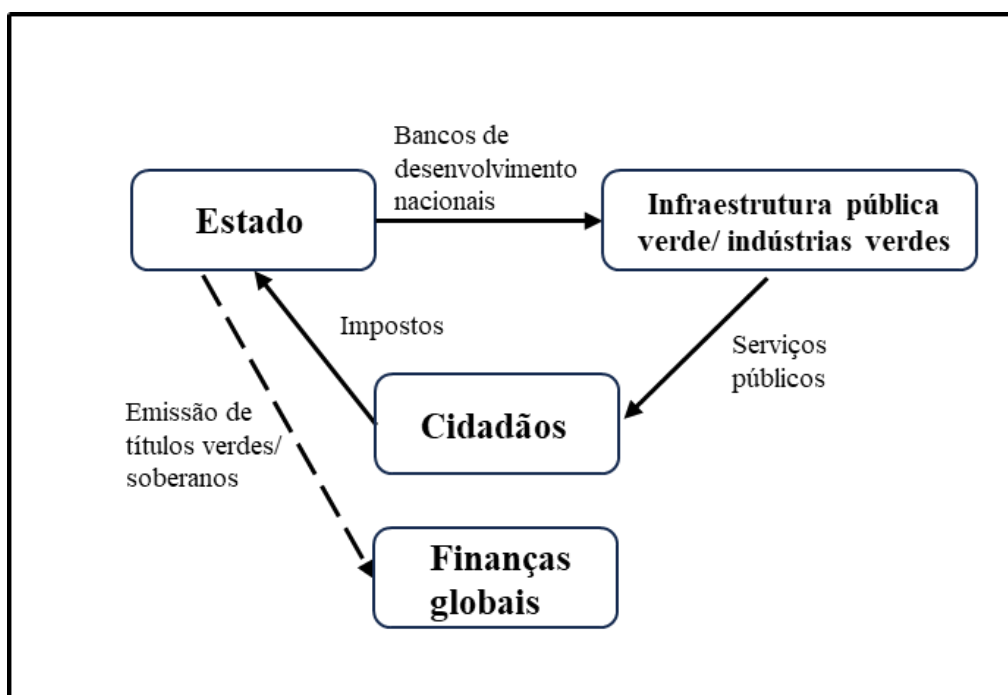 Bancos de
desenvolvimento
nacionais
Estado
Infraestrutura pública
verde/ indústrias verdes
Impostos
Serviços
públicos
Cidadãos
Emissão de
títulos verdes/
soberanos
Finanças
globais